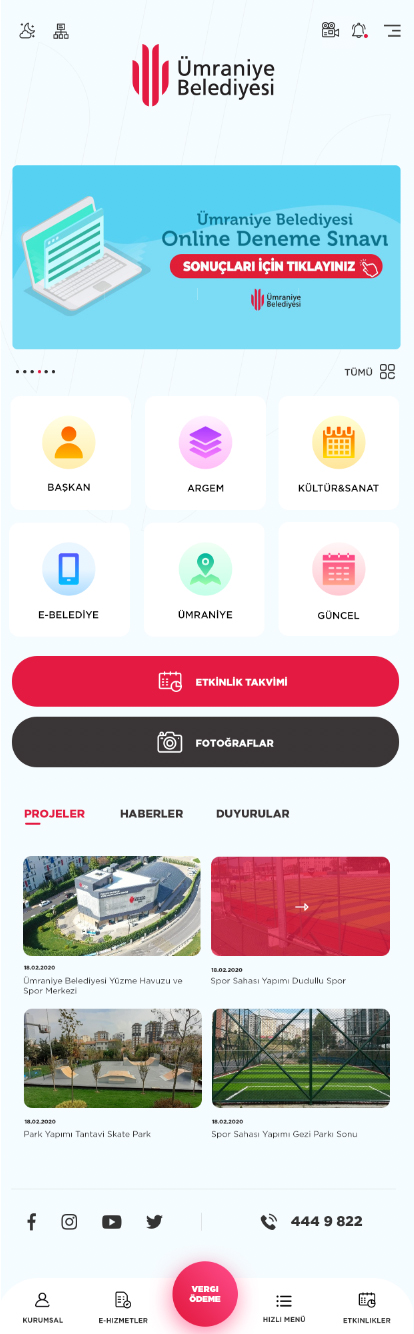 Ümraniye
Belediyesi
Ümraniye Belediyesi
Online Deneme Sınavı
SONUÇLARI İÇİN TIKLAYINIZ
Ümraniye
Belediyesi
TÜMÜ
BAŞKAN
ARGEM
KÜLTÜR&SANAT
E-BELEDİYE
ÜMRANİYE
GÜNCEL
ETKİNLİK TAKVİMİ
FOTOĞRAFLAR
PROJELER
HABERLER
DUYURULAR
18.02.2020
Ümraniye Belediyesi Yüzme Havuzu ve
Spor Merkezi
18.02.2020
Spor Sahası Yapımı Dudullu Spor
18.02.2020
Park Yapımı Tantavi Skate Park
18.02.2020
Spor Sahası Yapımı Gezi Parkı Sonu
444 9 822
KURUMSAL
E-HİZMETLER
VERGI
ÖDEME
HIZLI MENÜ
ETKINLIKLER